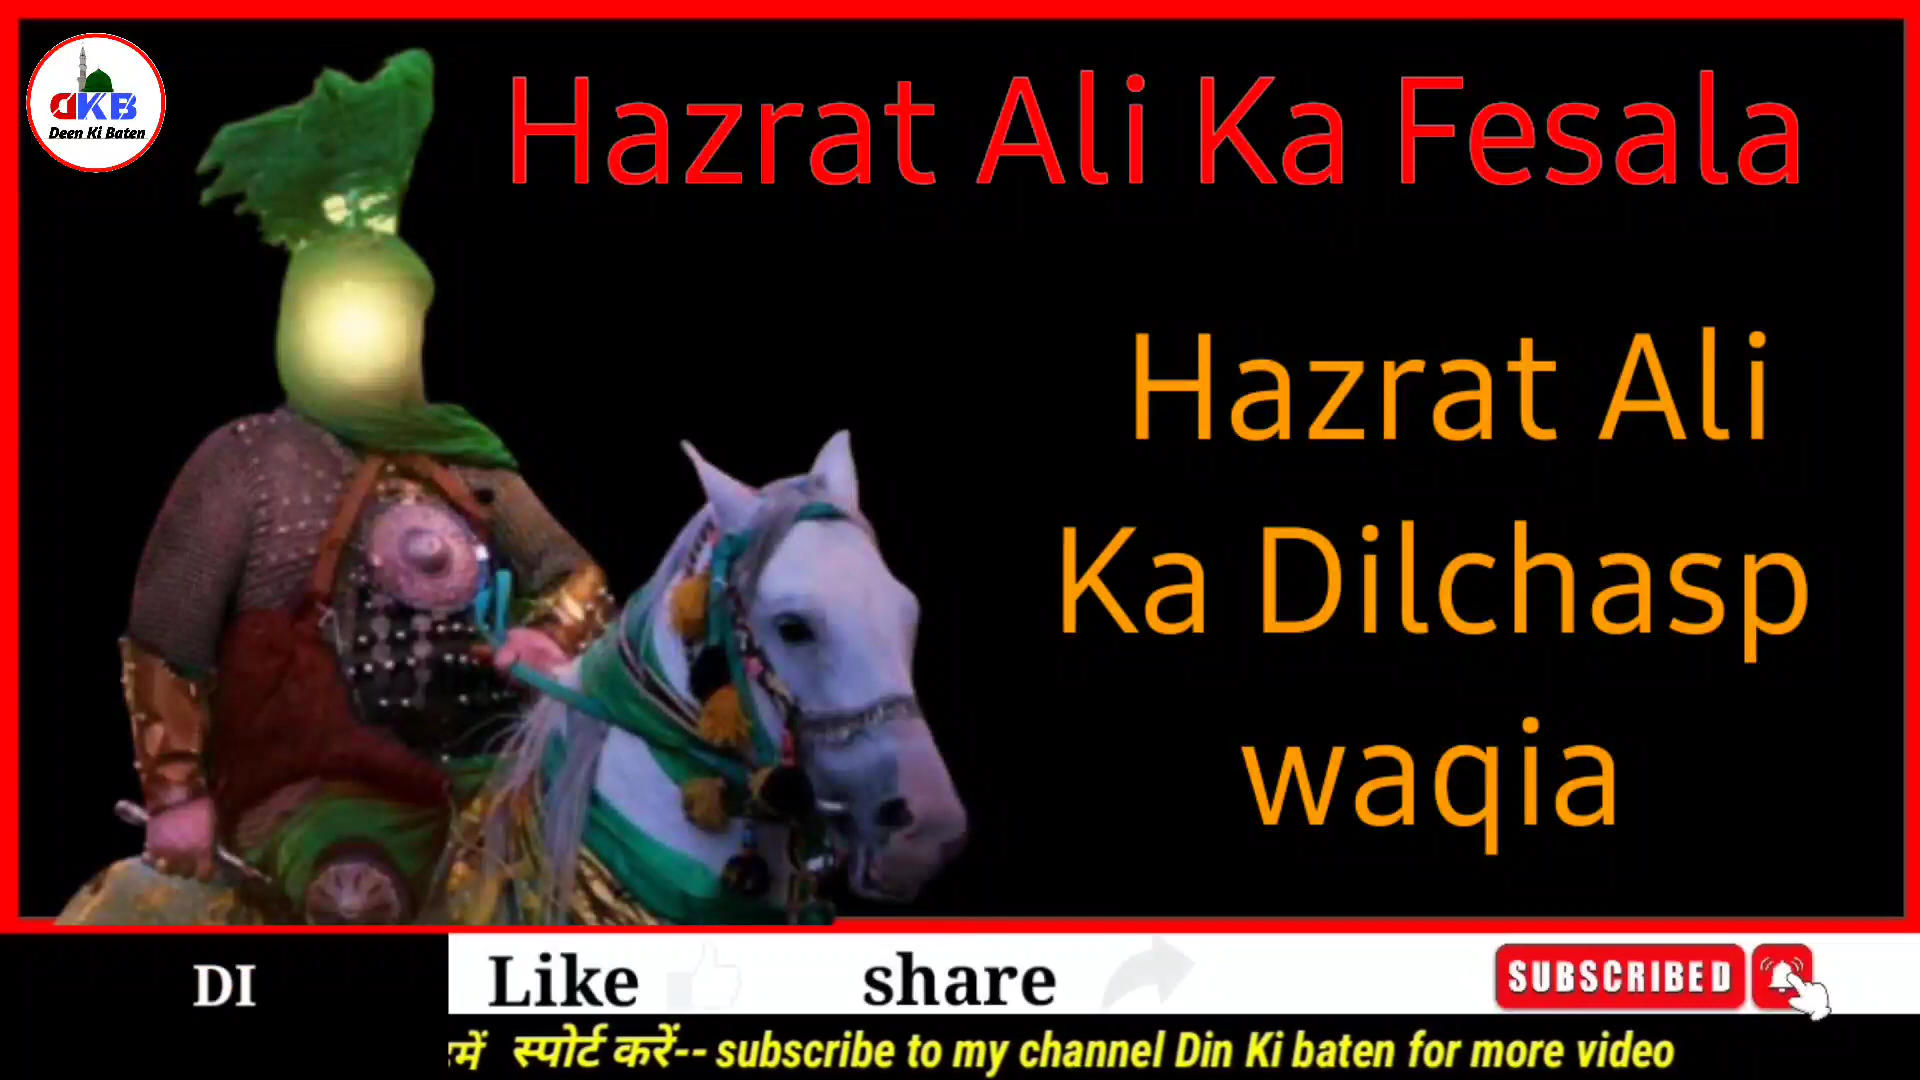 DKB
Deen Ki Baten
Hazrat Ali Ka Fesala
Hazrat Ali
Ka Dilchasp
waqia
DI
Like
share
SUBSCRIBED
स्पोर्ट करें-- subscribe to my channel Din Ki baten for more video